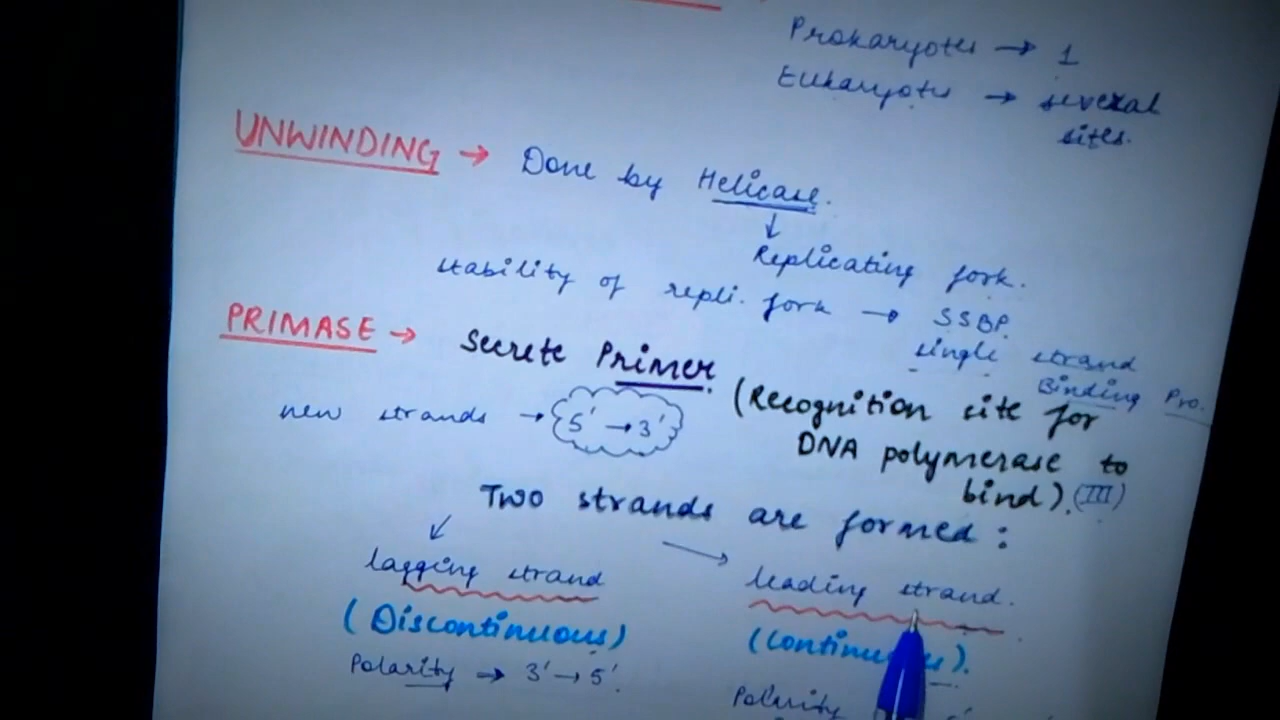 Prokaryotes → 1
Eukaryotes → several
sites.
UNWINDING → Done by Helicase.
↓
Replicating fork.
stability of repli. fork → SSBP
single strand
Binding Pro.
PRIMASE → Secrete Primer.
(Recognition site for
DNA polymerase to
bind). (III)
new strands → 5' → 3'
Two strands are formed:
lagging strand
leading strand.
(Discontinuous)
Polarity → 3' → 5'.
Polarity